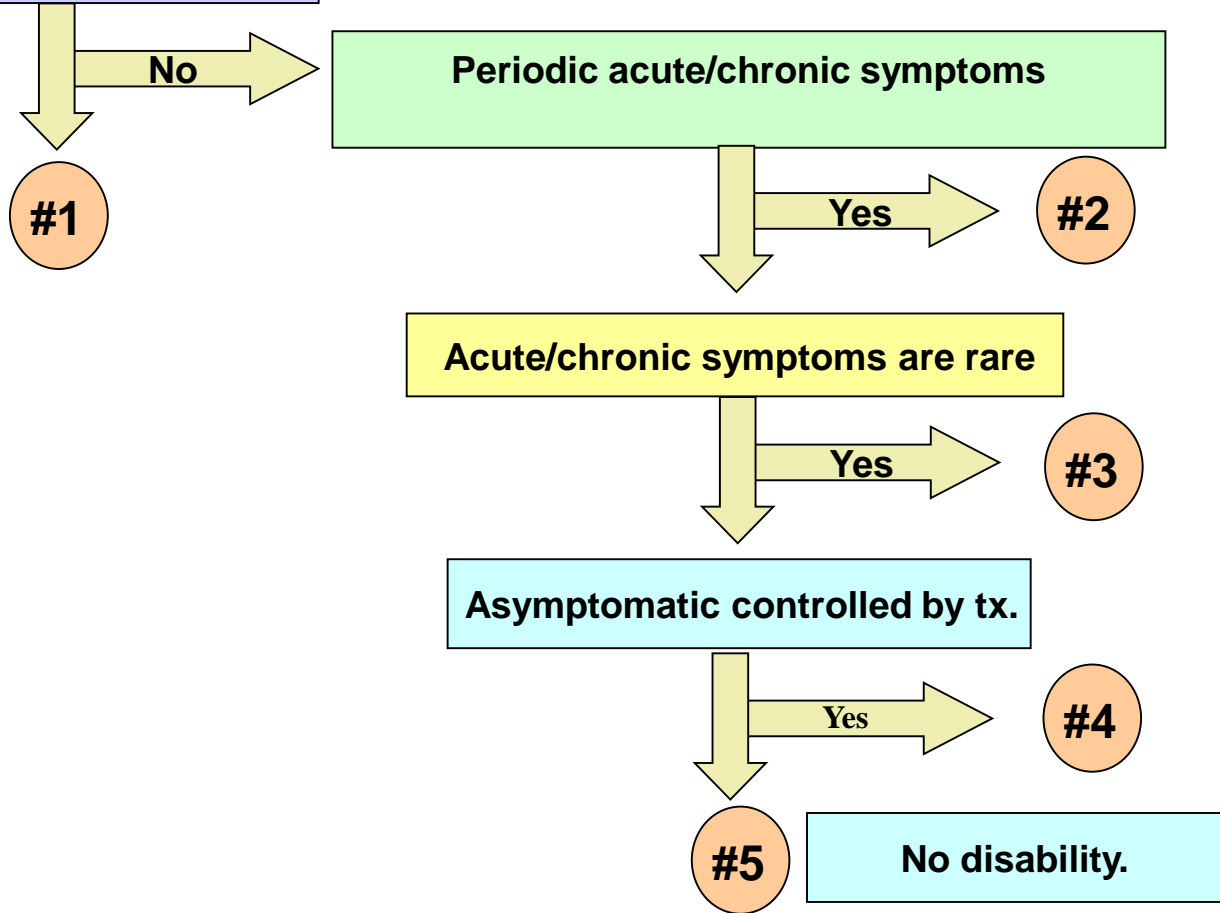 No
Periodic acute/chronic symptoms
#1
Yes
#2
Acute/chronic symptoms are rare
Yes
#3
Asymptomatic controlled by tx.
Yes
#4
#5
No disability.